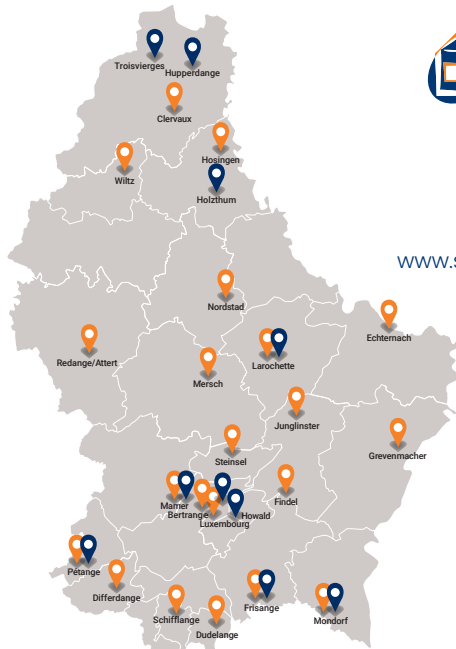 Troisvierges
Hupperdange
Clervaux
Hosingen
Wiltz
Holzthum
www.s
Nordstad
Echternach
Redange/Attert
Larochette
Mersch
Junglinster
Grevenmacher
Steinsel
Findel
Mamer
Bertrange
Howald
Luxembourg
Pétange
Differdange
Frisange
Schifflange
Mondorf
Dudelange